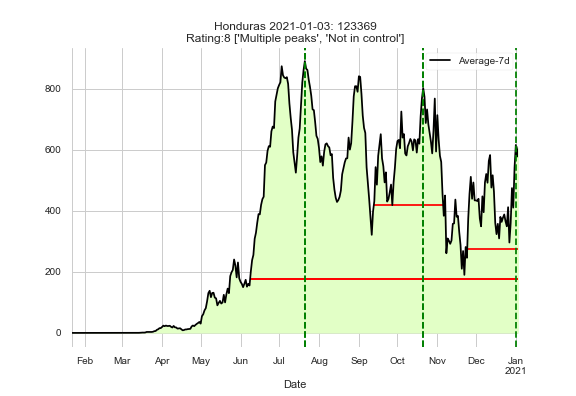 Honduras 2021-01-03: 123369
Rating:8 ['Multiple peaks', 'Not in control']
Average-7d
800
600
400
200
0
Feb Mar Apr May Jun Jul Aug Sep Oct Nov Dec Jan
2021
Date